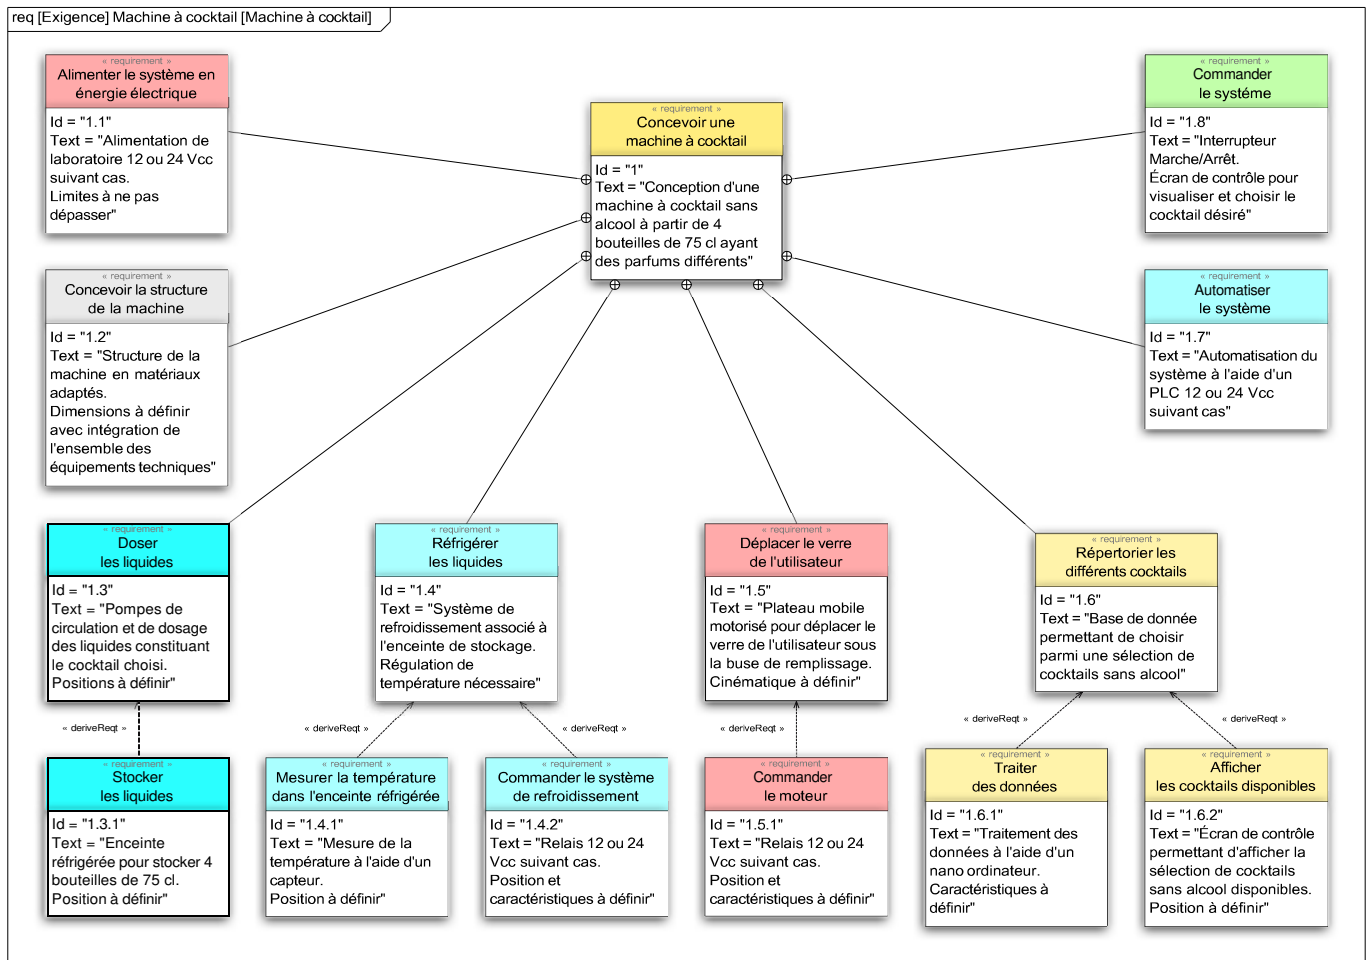 req [Exigence] Machine à cocktail [Machine à cocktail]
« requirement »
Alimenter le système en
énergie électrique
Id = "1.1"
Text = "Alimentation de
laboratoire 12 ou 24 Vcc
suivant cas.
Limites à ne pas
dépasser"
« requirement »
Concevoir une
machine à cocktail
Id = "1"
Text = "Conception d'une
machine à cocktail sans
alcool à partir de 4
bouteilles de 75 cl ayant
des parfums différents"
« requirement »
Commander
le systéme
Id = "1.8"
Text = "Interrupteur
Marche/Arrêt.
Écran de contrôle pour
visualiser et choisir le
cocktail désiré"
« requirement »
Concevoir la structure
de la machine
Id = "1.2"
Text = "Structure de la
machine en matériaux
adaptés.
Dimensions à définir
avec intégration de
l'ensemble des
équipements techniques"
« requirement »
Automatiser
le système
Id = "1.7"
Text = "Automatisation du
système à l'aide d'un
PLC 12 ou 24 Vcc
suivant cas"
« requirement »
Doser
les liquides
Id = "1.3"
Text = "Pompes de
circulation et de dosage
des liquides constituant
le cocktail choisi.
Positions à définir"
« requirement »
Réfrigérer
les liquides
Id = "1.4"
Text = "Système de
refroidissement associé à
l'enceinte de stockage.
Régulation de
température nécessaire"
« requirement »
Déplacer le verre
de l'utilisateur
Id = "1.5"
Text = "Plateau mobile
motorisé pour déplacer le
verre de l'utilisateur sous
la buse de remplissage.
Cinématique à définir"
« requirement »
Répertorier les
différents cocktails
Id = "1.6"
Text = "Base de donnée
permettant de choisir
parmi une sélection de
cocktails sans alcool"
« deriveReqt »
« deriveReqt »
« deriveReqt »
« deriveReqt »
« deriveReqt »
« deriveReqt »
« requirement »
Stocker
les liquides
Id = "1.3.1"
Text = "Enceinte
réfrigérée pour stocker 4
bouteilles de 75 cl.
Position à définir"
« requirement »
Mesurer la température
dans l'enceinte réfrigérée
Id = "1.4.1"
Text = "Mesure de la
température à l'aide d'un
capteur.
Position à définir"
« requirement »
Commander le système
de refroidissement
Id = "1.4.2"
Text = "Relais 12 ou 24
Vcc suivant cas.
Position et
caractéristiques à définir"
« requirement »
Commander
le moteur
Id = "1.5.1"
Text = "Relais 12 ou 24
Vcc suivant cas.
Position et
caractéristiques à définir"
« requirement »
Traiter
des données
Id = "1.6.1"
Text = "Traitement des
données à l'aide d'un
nano ordinateur.
Caractéristiques à
définir"
« requirement »
Afficher
les cocktails disponibles
Id = "1.6.2"
Text = "Écran de contrôle
permettant d'afficher la
sélection de cocktails
sans alcool disponibles.
Position à définir"